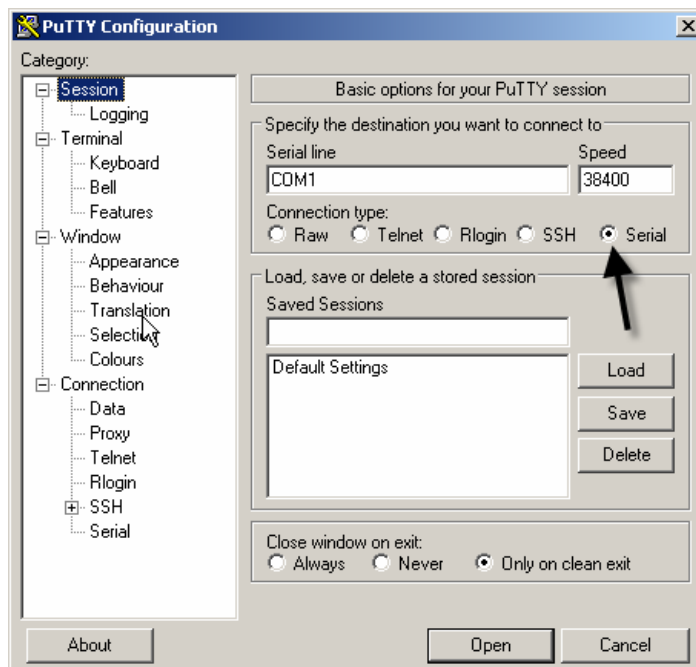 PuTTY Configuration
Category:
Session
Logging
Terminal
Keyboard
Bell
Features
Window
Appearance
Behaviour
Translation
Selection
Colours
Connection
Data
Proxy
Telnet
Rlogin
SSH
Serial
Basic options for your PuTTY session
Specify the destination you want to connect to
Serial line Speed
COM1 38400
Connection type:
Raw Telnet Rlogin SSH Serial
Load, save or delete a stored session
Saved Sessions
Default Settings
Load
Save
Delete
Close window on exit:
Always Never Only on clean exit
About Open Cancel